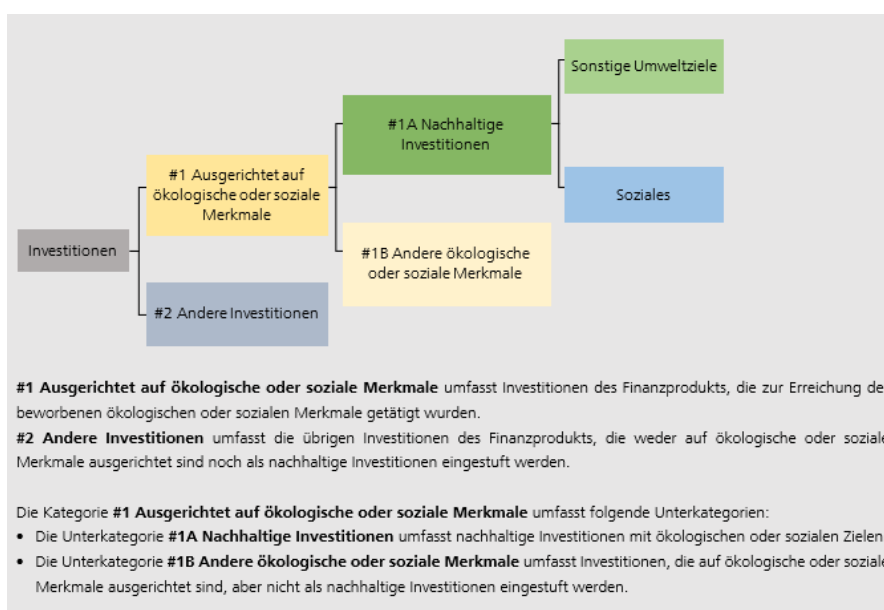 Sonstige Umweltziele
#1A Nachhaltige
Investitionen
#1 Ausgerichtet auf
ökologische oder soziale
Merkmale
Soziales
Investitionen
#1B Andere ökologische
oder soziale Merkmale
#2 Andere Investitionen
#1 Ausgerichtet auf ökologische oder soziale Merkmale umfasst Investitionen des Finanzprodukts, die zur Erreichung de
beworbenen ökologischen oder sozialen Merkmale getätigt wurden.
#2 Andere Investitionen umfasst die übrigen Investitionen des Finanzprodukts, die weder auf ökologische oder soziale
Merkmale ausgerichtet sind noch als nachhaltige Investitionen eingestuft werden.
Die Kategorie #1 Ausgerichtet auf ökologische oder soziale Merkmale umfasst folgende Unterkategorien:
• Die Unterkategorie #1A Nachhaltige Investitionen umfasst nachhaltige Investitionen mit ökologischen oder sozialen Zielen
• Die Unterkategorie #1B Andere ökologische oder soziale Merkmale umfasst Investitionen, die auf ökologische oder soziale
Merkmale ausgerichtet sind, aber nicht als nachhaltige Investitionen eingestuft werden.